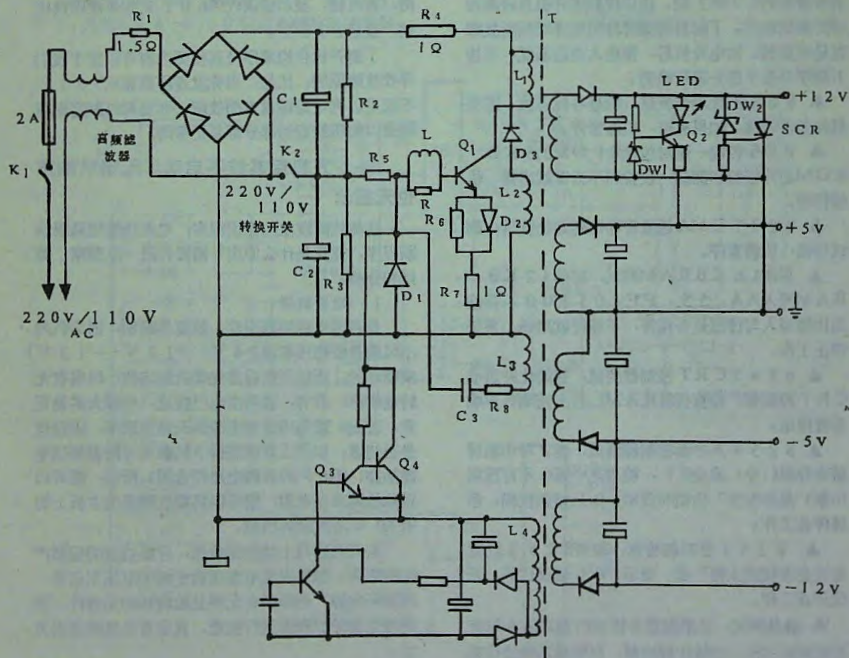 R₁
1.5Ω
2A
K₁
高频滤
波器
220V/110V
AC
K₂
220V/
110V
转换开关
C₁
R₂
C₂
R₃
R₄
1Ω
R₅
D₁
L
R
Q₁
R₆
D₂
R₇
1Ω
L₁
D₃
L₂
L₃
C₃
R₈
Q₃
Q₄
L₄
T
LED
DW₂
Q₂
SCR
DW1
+12V
+5V
-5V
-12V